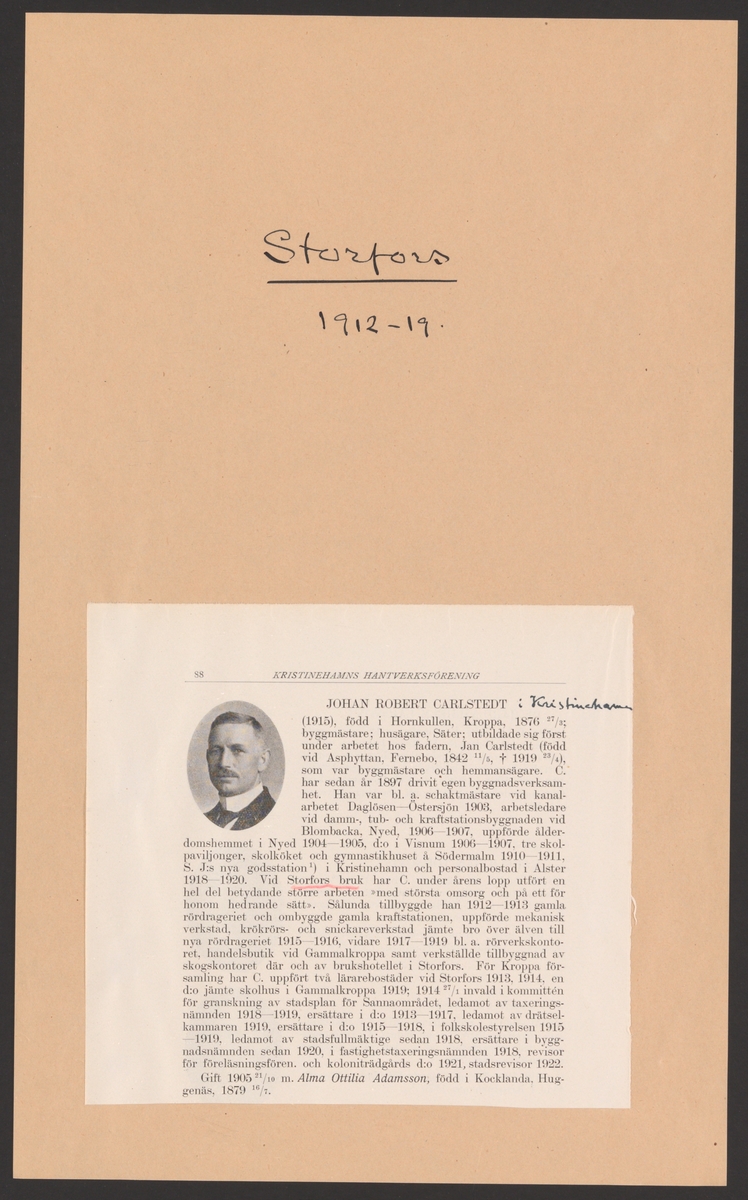 Storfors
1912-19.
88 KRISTINEHAMNS HANTVERKSFÖRENING
JOHAN ROBERT CARLSTEDT i Kristinehamn
(1915), född i Hornkullen, Kroppa, 1876 27/2;
byggmästare; husägare, Säter; utbildade sig först
under arbetet hos fadern, Jan Carlstedt (född
vid Asphyttan, Fernebo, 1842 11/5, † 1919 23/4),
som var byggmästare och hemmansägare. C.
har sedan år 1897 drivit egen byggnadsverksam-
het. Han var bl. a. schaktmästare vid kanal-
arbetet Daglösen—Östersjön 1903, arbetsledare
vid damm-, tub- och kraftstationsbyggnaden vid
Blombacka, Nyed, 1906—1907, uppförde ålder-
domshemmet i Nyed 1904—1905, d:o i Visnum 1906—1907, tre skol-
paviljonger, skolköket och gymnastikhuset å Södermalm 1910—1911,
S. J:s nya godsstation¹) i Kristinehamn och personalbostad i Alster
1918—1920. Vid Storfors bruk har C. under årens lopp utfört en
hel del betydande större arbeten »med största omsorg och på ett för
honom hedrande sätt». Sålunda tillbyggde han 1912—1913 gamla
rördrageriet och ombyggde gamla kraftstationen, uppförde mekanisk
verkstad, krökrörs- och snickareverkstad jämte bro över älven till
nya rördrageriet 1915—1916, vidare 1917—1919 bl. a. rörverkskonto-
ret, handelsbutik vid Gammalkroppa samt verkställde tillbyggnad av
skogskontoret där och av brukshotellet i Storfors. För Kroppa för-
samling har C. uppfört två lärarebostäder vid Storfors 1913, 1914, en
d:o jämte skolhus i Gammalkroppa 1919; 1914 27/1 invald i kommittén
för granskning av stadsplan för Sannaområdet, ledamot av taxerings-
nämnden 1918—1919, ersättare i d:o 1913—1917, ledamot av drätsel-
kammaren 1919, ersättare i d:o 1915—1918, i folkskolestyrelsen 1915
—1919, ledamot av stadsfullmäktige sedan 1918, ersättare i bygg-
nadsnämnden sedan 1920, i fastighetstaxeringsnämnden 1918, revisor
för föreläsningsfören. och koloniträdgårds d:o 1921, stadsrevisor 1922.
Gift 1905 21/10 m. Alma Ottilia Adamsson, född i Kocklanda, Hug-
genäs, 1879 16/7.